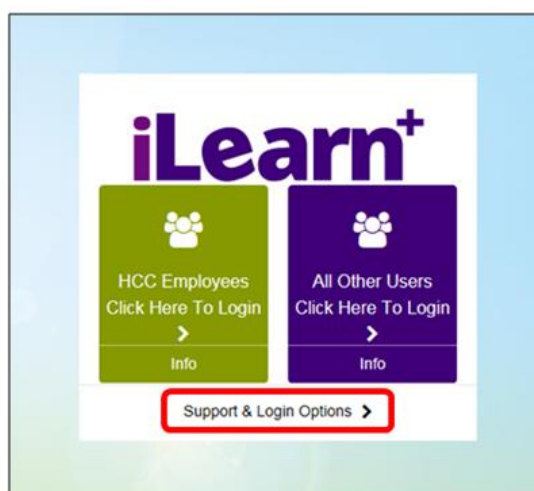 iLearn+
HCC Employees
Click Here To Login
Info
All Other Users
Click Here To Login
Info
Support & Login Options